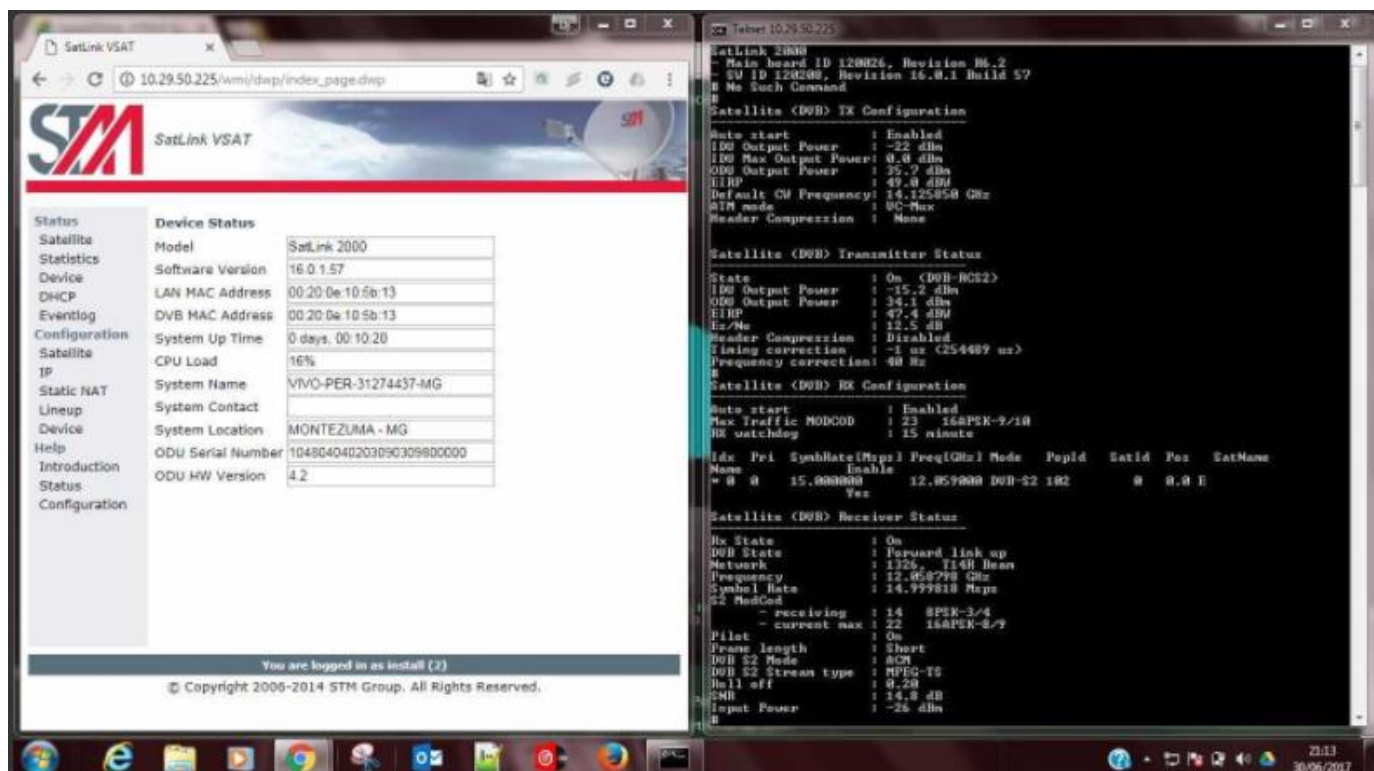 SatLink VSAT
10.29.50.225/wmi/dwp/index_page.dwp
STM
SatLink VSAT
STM
Status
Satellite
Statistics
Device
DHCP
Eventlog
Configuration
Satellite
IP
Static NAT
Lineup
Device
Help
Introduction
Status
Configuration
Device Status
Model SatLink 2000
Software Version 16.0.1.57
LAN MAC Address 00:20:0e:10:5b:13
DVB MAC Address 00:20:0e:10:5b:13
System Up Time 0 days, 00:10:20
CPU Load 16%
System Name VIVO-PER-31274437-MG
System Contact
System Location MONTEZUMA - MG
ODU Serial Number 104804040203090309800000
ODU HW Version 4.2
You are logged in as install (2)
© Copyright 2006-2014 STM Group. All Rights Reserved.
Telnet 10.29.50.225
SatLink 2000
- Main board ID 120026, Revision R6.2
- SW ID 120208, Revision 16.0.1 Build 57
# No Such Command
#
Satellite (DVB) TX Configuration
Auto start : Enabled
IDU Output Power : -22 dBm
IDU Max Output Power: 0.0 dBm
ODU Output Power : 35.7 dBm
EIRP : 49.0 dBW
Default CW Frequency: 14.125850 GHz
ATM mode : VC-Mux
Header Compression : None
Satellite (DVB) Transmitter Status
State : On (DVB-RCS2)
IDU Output Power : -15.2 dBm
ODU Output Power : 34.1 dBm
EIRP : 47.4 dBW
Es/No : 12.5 dB
Header Compression : Disabled
Timing correction : -1 us (254489 us)
Frequency correction: 40 Hz
#
Satellite (DVB) RX Configuration
Auto start : Enabled
Max Traffic MODCOD : 23 16APSK-9/10
RX watchdog : 15 minute
Idx Pri SymbRate[Msps] Freq[GHz] Mode PopId SatId Pos SatName
Name Enable
* 0 0 15.000000 12.059000 DVB-S2 102 0 0.0 E
Yes
Satellite (DVB) Receiver Status
Rx State : On
DVB State : Forward link up
Network : 1326, T14R Beam
Frequency : 12.058798 GHz
Symbol Rate : 14.999818 Msps
S2 ModCod
- receiving : 14 8PSK-3/4
- current max : 22 16APSK-8/9
Pilot : On
Frame length : Short
DVB S2 Mode : ACM
DVB S2 Stream type : MPEG-TS
Roll off : 0.20
SNR : 14.8 dB
Input Power : -26 dBm
#
21:13
30/06/2017